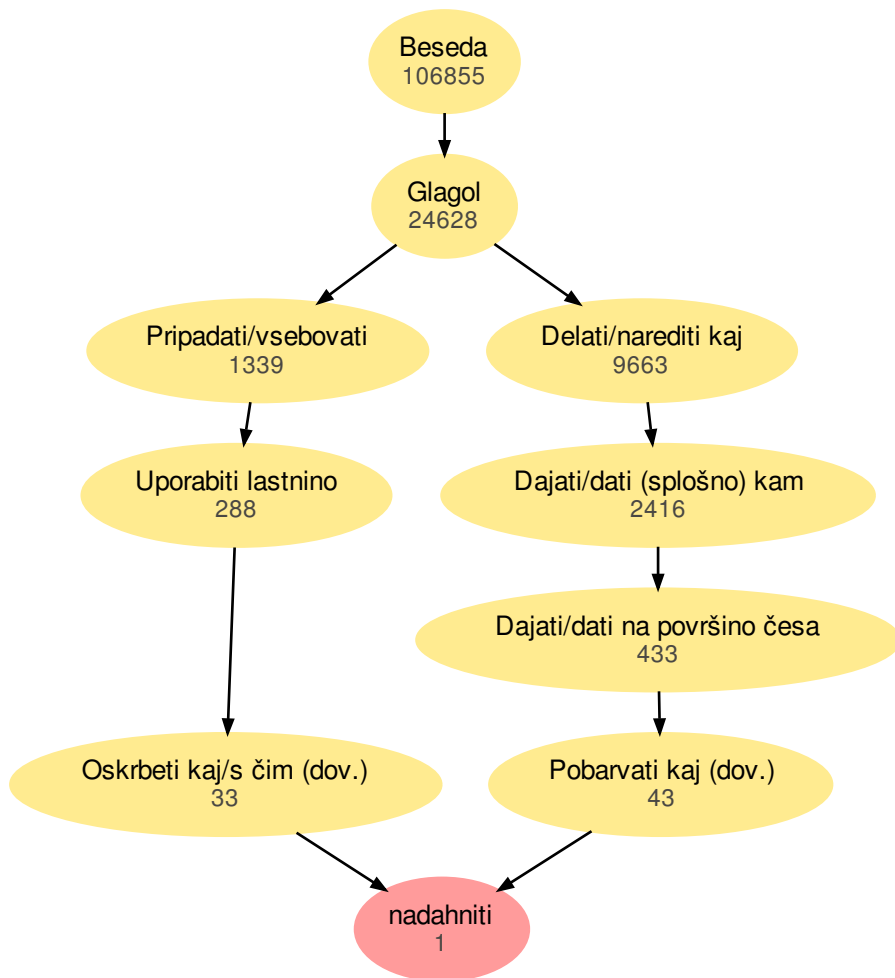 Beseda
106855
Glagol
24628
Pripadati/vsebovati
1339
Delati/narediti kaj
9663
Uporabiti lastnino
288
Dajati/dati (splošno) kam
2416
Dajati/dati na površino česa
433
Oskrbeti kaj/s čim (dov.)
33
Pobarvati kaj (dov.)
43
nadahniti
1